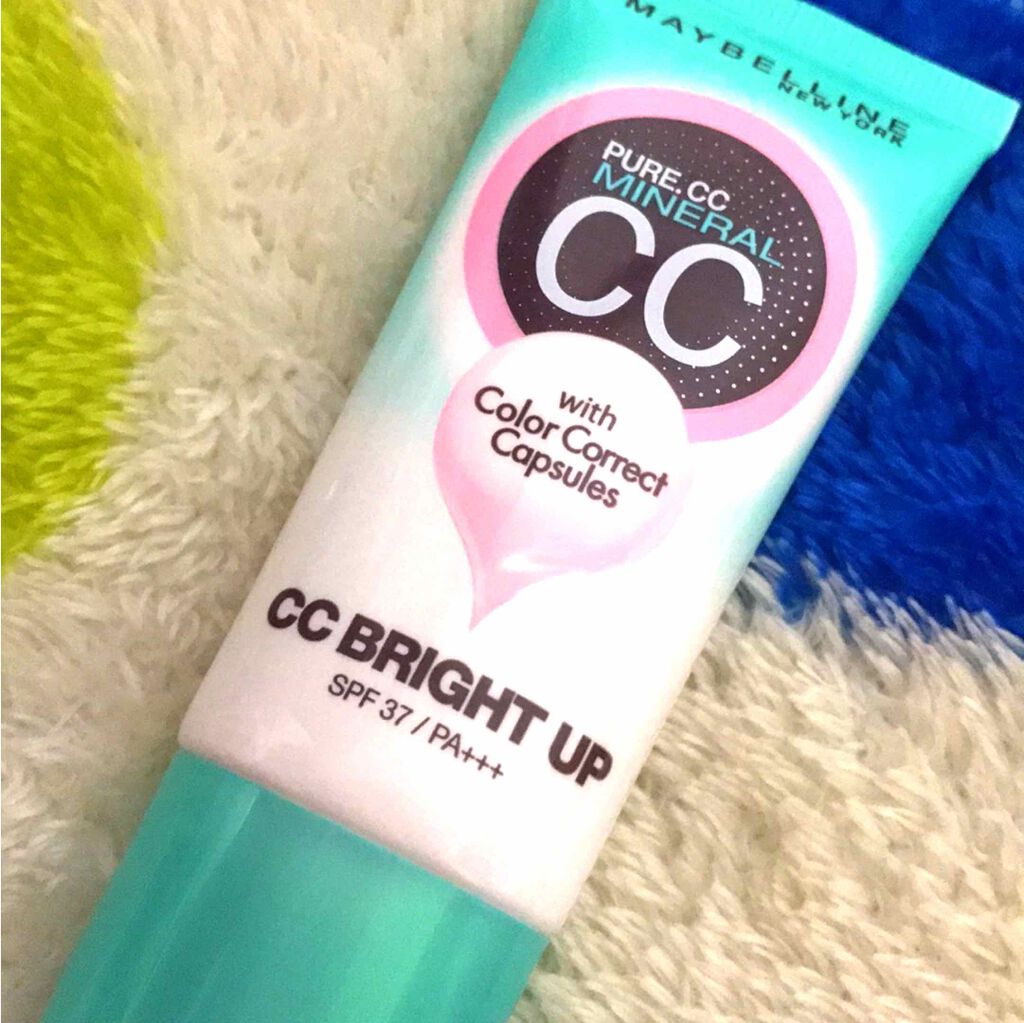 MAYBELLINE
NEW YORK
PURE.CC
MINERAL
CC
with
Color Correct
Capsules
CC BRIGHT UP
SPF 37 / PA+++